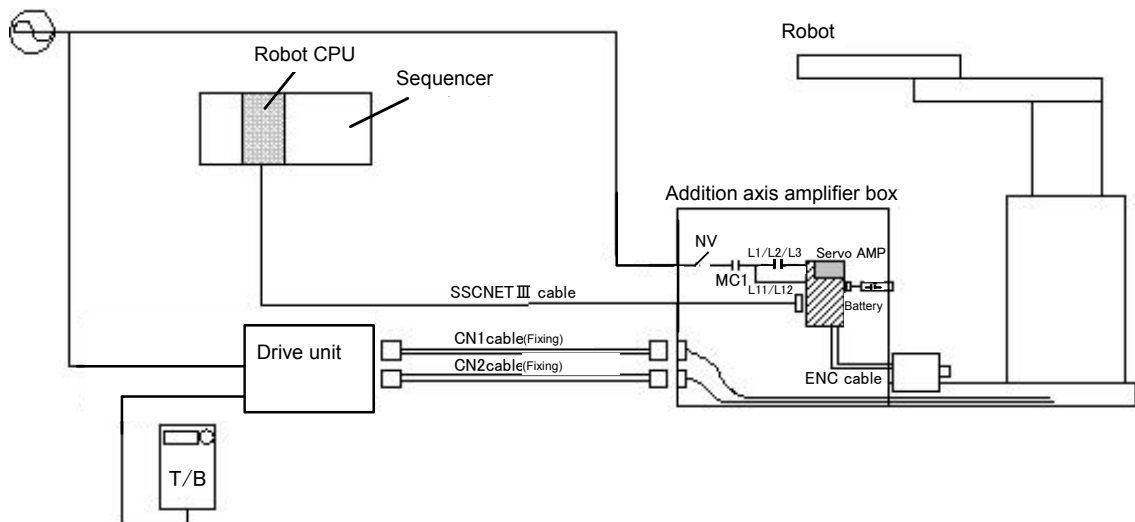 Robot
Robot CPU
Sequencer
Addition axis amplifier box
NV
L1/L2/L3
Servo AMP
MC1
L11/L12
SSCNETⅢ cable
Battery
CN1cable(Fixing)
Drive unit
CN2cable(Fixing)
ENC cable
T/B